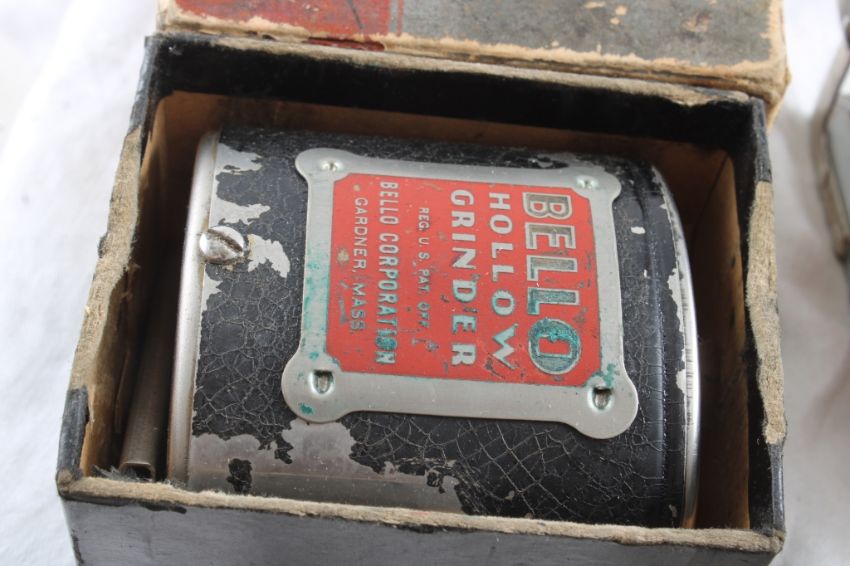 BELLO
HOLLOW
GRINDER
REG. U.S. PAT. OFF.
BELLO CORPORATION
GARDNER, MASS.